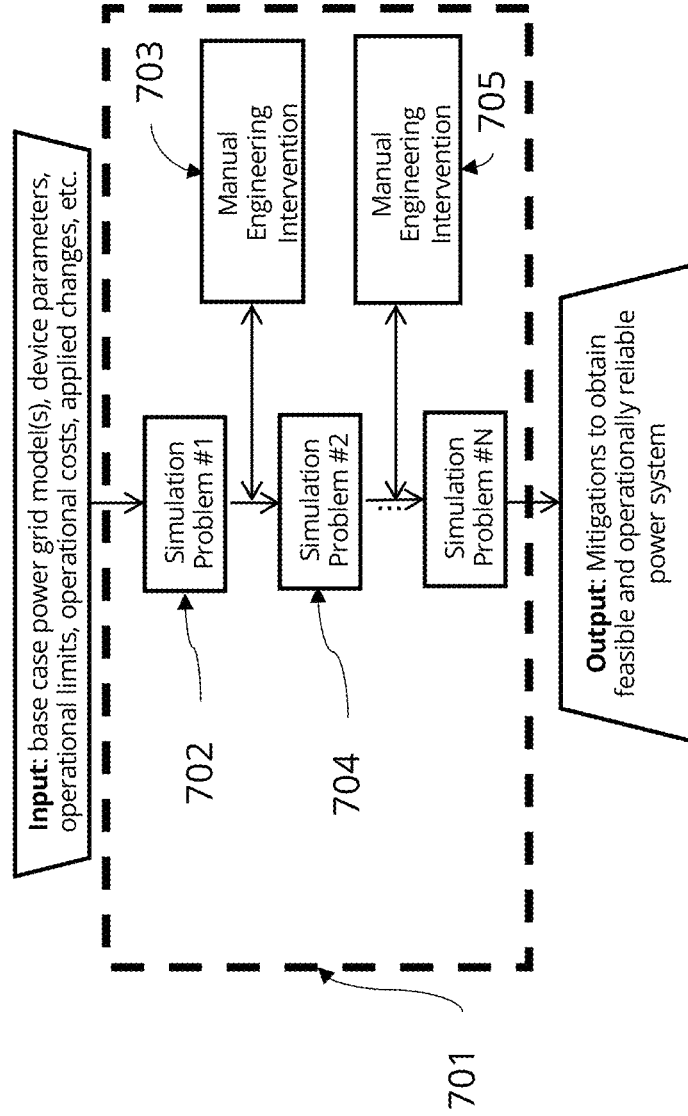 Input: base case power grid model(s), device parameters,
operational limits, operational costs, applied changes, etc.
701
702
Simulation
Problem #1
703
Manual
Engineering
Intervention
704
Simulation
Problem #2
...
Manual
Engineering
Intervention
705
Simulation
Problem #N
Output: Mitigations to obtain
feasible and operationally reliable
power system